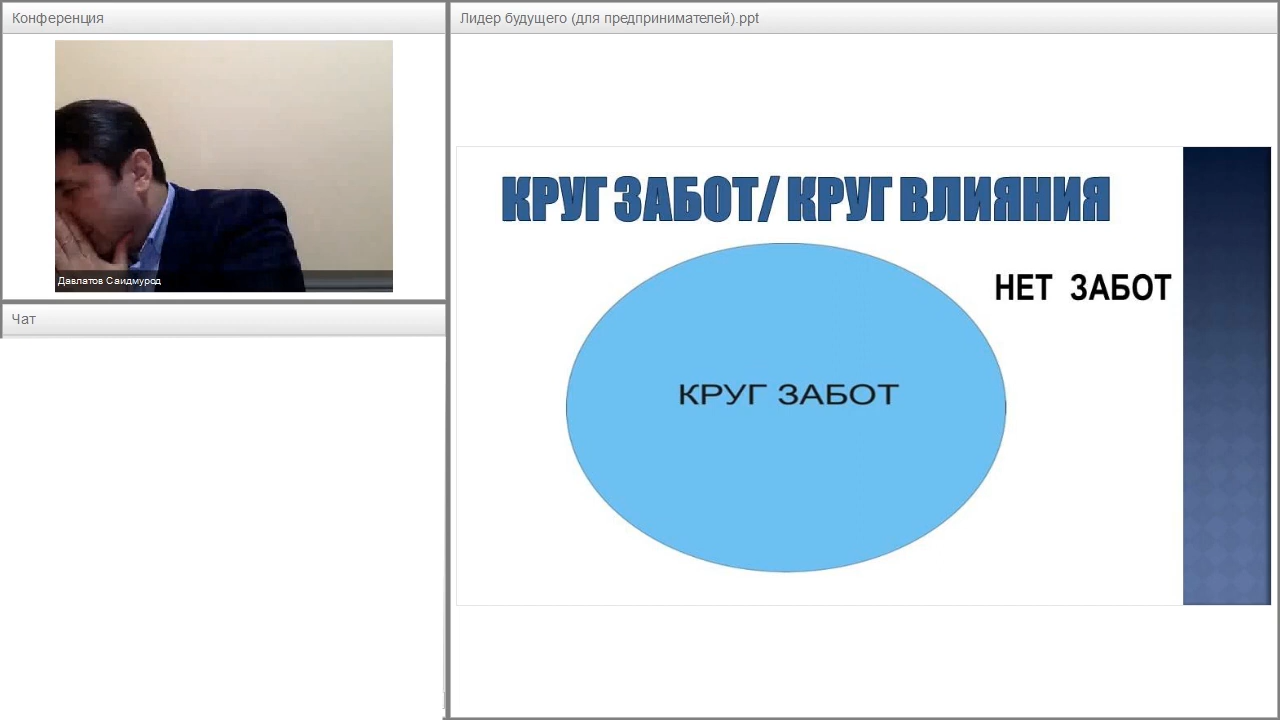 Конференция
Давлатов Саидмурод
Чат
Лидер будущего (для предпринимателей).ppt
КРУГ ЗАБОТ/ КРУГ ВЛИЯНИЯ
НЕТ ЗАБОТ
КРУГ ЗАБОТ